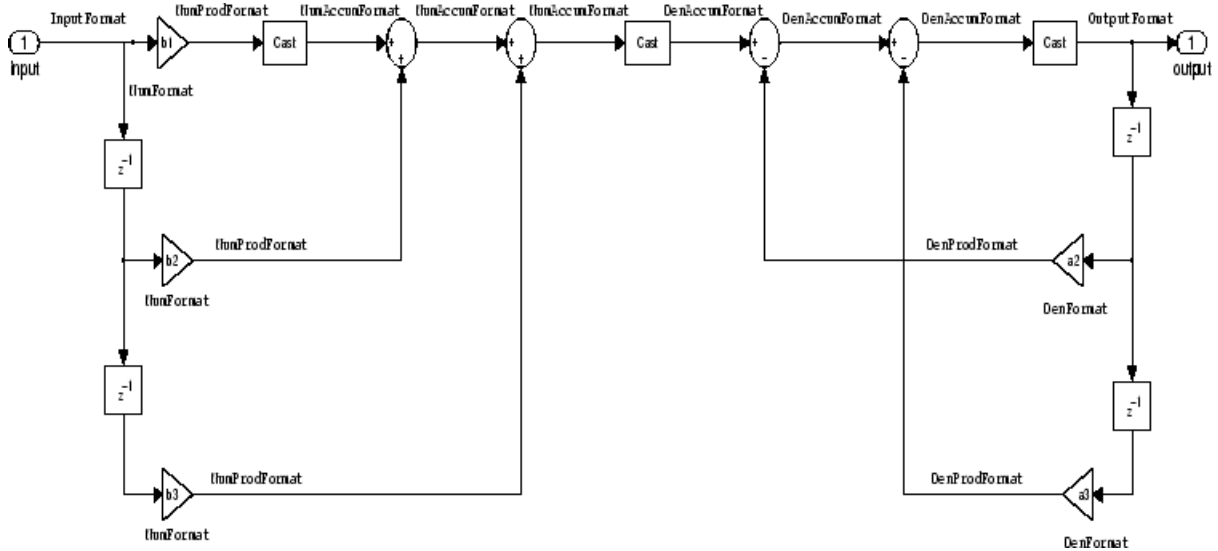 InputFormat
NumProdFormat
NumAccumFormat
NumAccumFormat
NumAccumFormat
DenAccumFormat
DenAccumFormat
DenAccumFormat
OutputFormat
1
b1
Cast
+
+
+
+
Cast
+
−
+
−
Cast
1
input
output
NumFormat
z−1
z−1
b2
NumProdFormat
DenProdFormat
a2
NumFormat
DenFormat
z−1
z−1
b3
NumProdFormat
DenProdFormat
a3
NumFormat
DenFormat